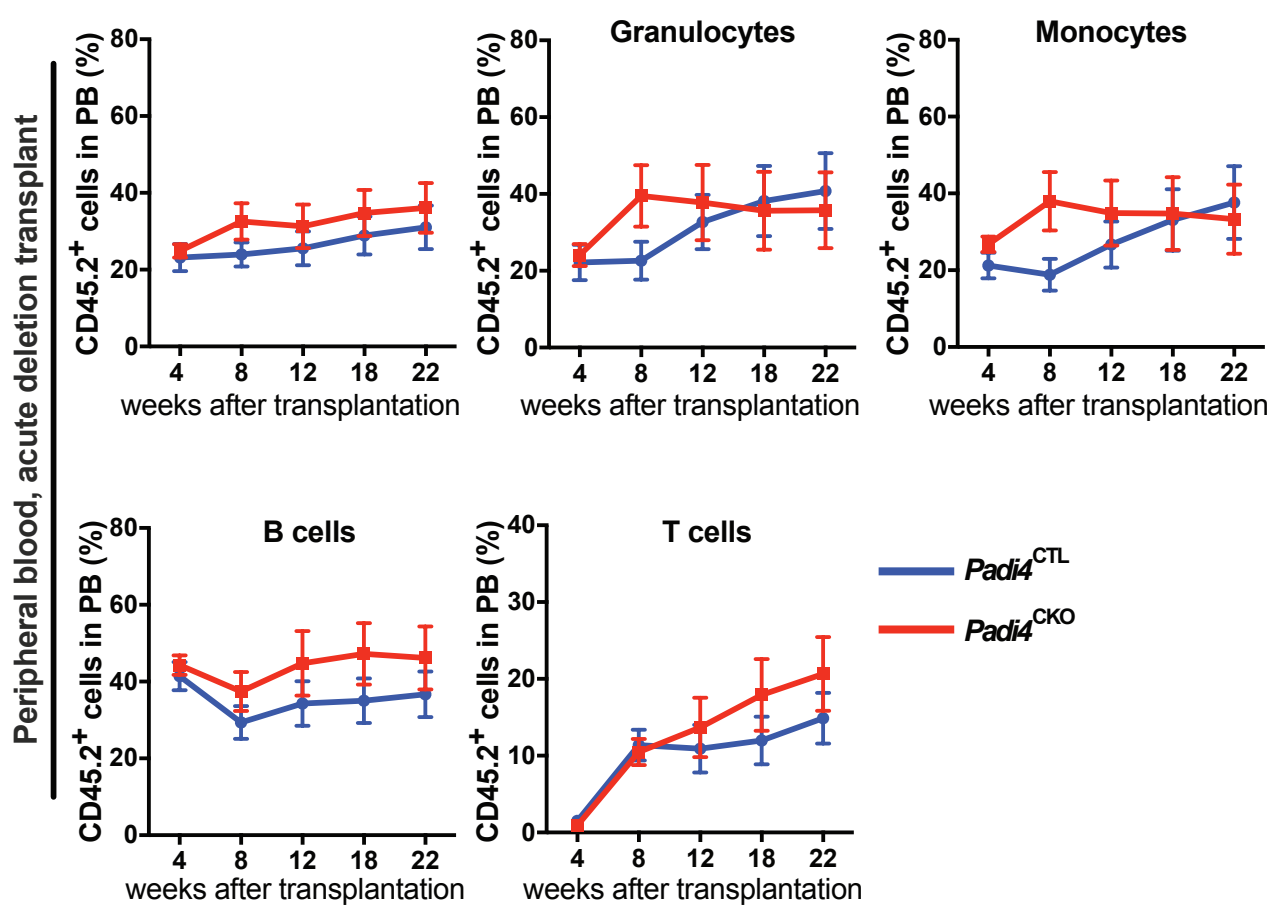 Peripheral blood, acute deletion transplant
CD45.2+ cells in PB (%)
80
60
40
20
0
4 8 12 18 22
weeks after transplantation
Granulocytes
CD45.2+ cells in PB (%)
80
60
40
20
0
4 8 12 18 22
weeks after transplantation
Monocytes
CD45.2+ cells in PB (%)
80
60
40
20
0
4 8 12 18 22
weeks after transplantation
B cells
CD45.2+ cells in PB (%)
80
60
40
20
0
4 8 12 18 22
weeks after transplantation
T cells
CD45.2+ cells in PB (%)
40
30
20
10
0
4 8 12 18 22
weeks after transplantation
Padi4CTL
Padi4CKO